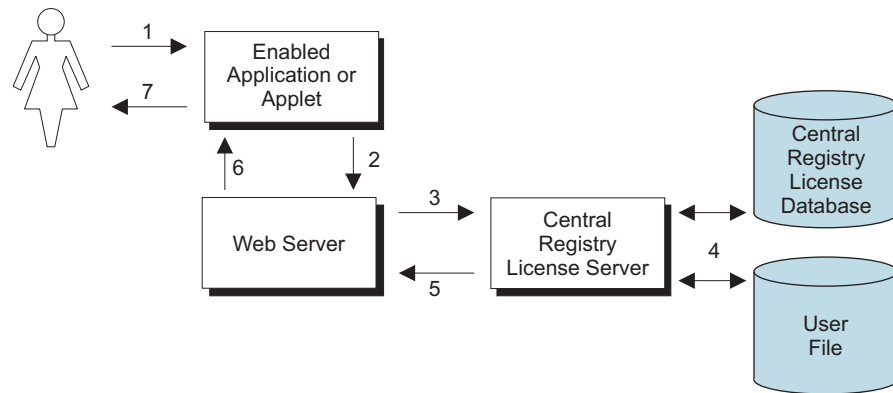 1
7
Enabled
Application or
Applet
6
2
Web Server
3
5
Central
Registry
License Server
4
Central
Registry
License
Database
User
File